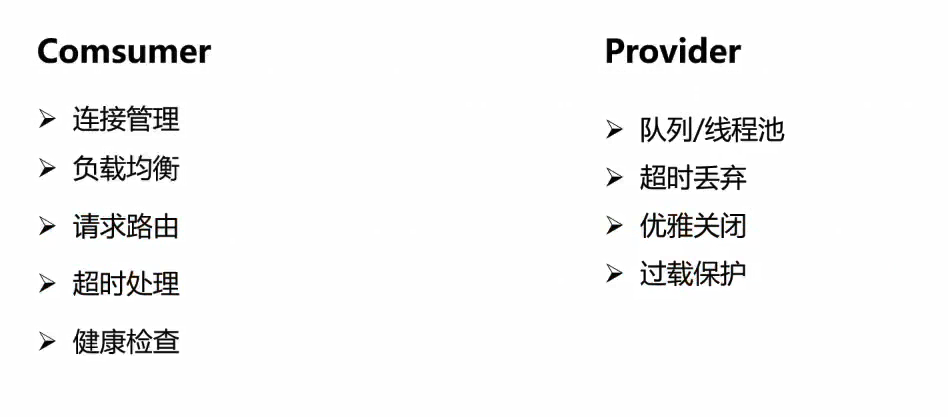 Comsumer
连接管理
负载均衡
请求路由
超时处理
健康检查
Provider
队列/线程池
超时丢弃
优雅关闭
过载保护